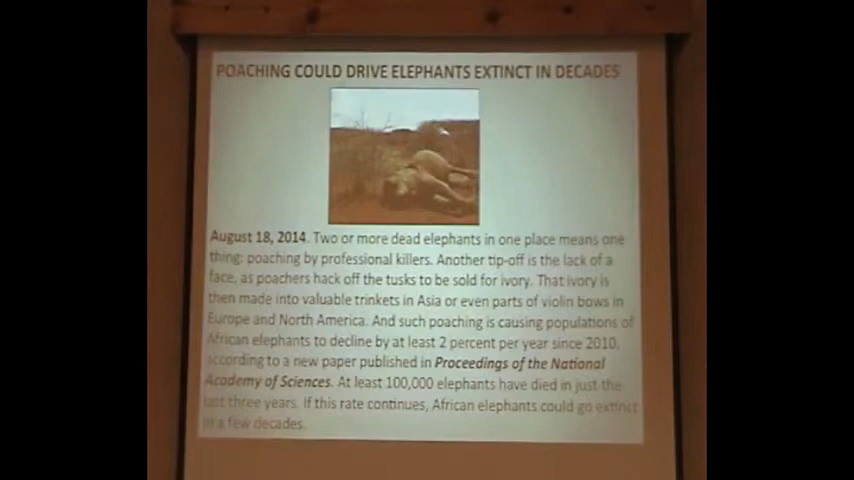 POACHING COULD DRIVE ELEPHANTS EXTINCT IN DECADES
August 18, 2014. Two or more dead elephants in one place means one
thing: poaching by professional killers. Another tip-off is the lack of a
face, as poachers hack off the tusks to be sold for ivory. That ivory is
then made into valuable trinkets in Asia or even parts of violin bows in
Europe and North America. And such poaching is causing populations of
African elephants to decline by at least 2 percent per year since 2010,
according to a new paper published in Proceedings of the National
Academy of Sciences. At least 100,000 elephants have died in just the
last three years. If this rate continues, African elephants could go extinct
in a few decades.